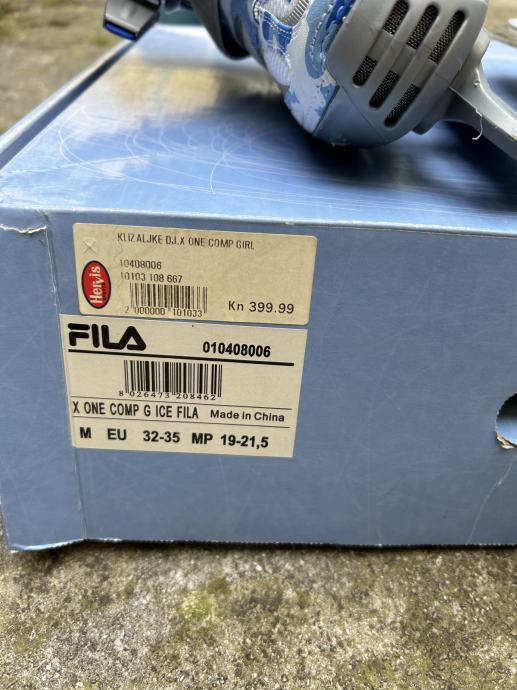 KLIZALJKE DJ.X ONE COMP GIRL
10408006
10103 108 667
Hervis
2 000000 101033
Kn 399.99
FILA
010408006
8 026473 208462
X ONE COMP G ICE FILA Made in China
M EU 32-35 MP 19-21,5